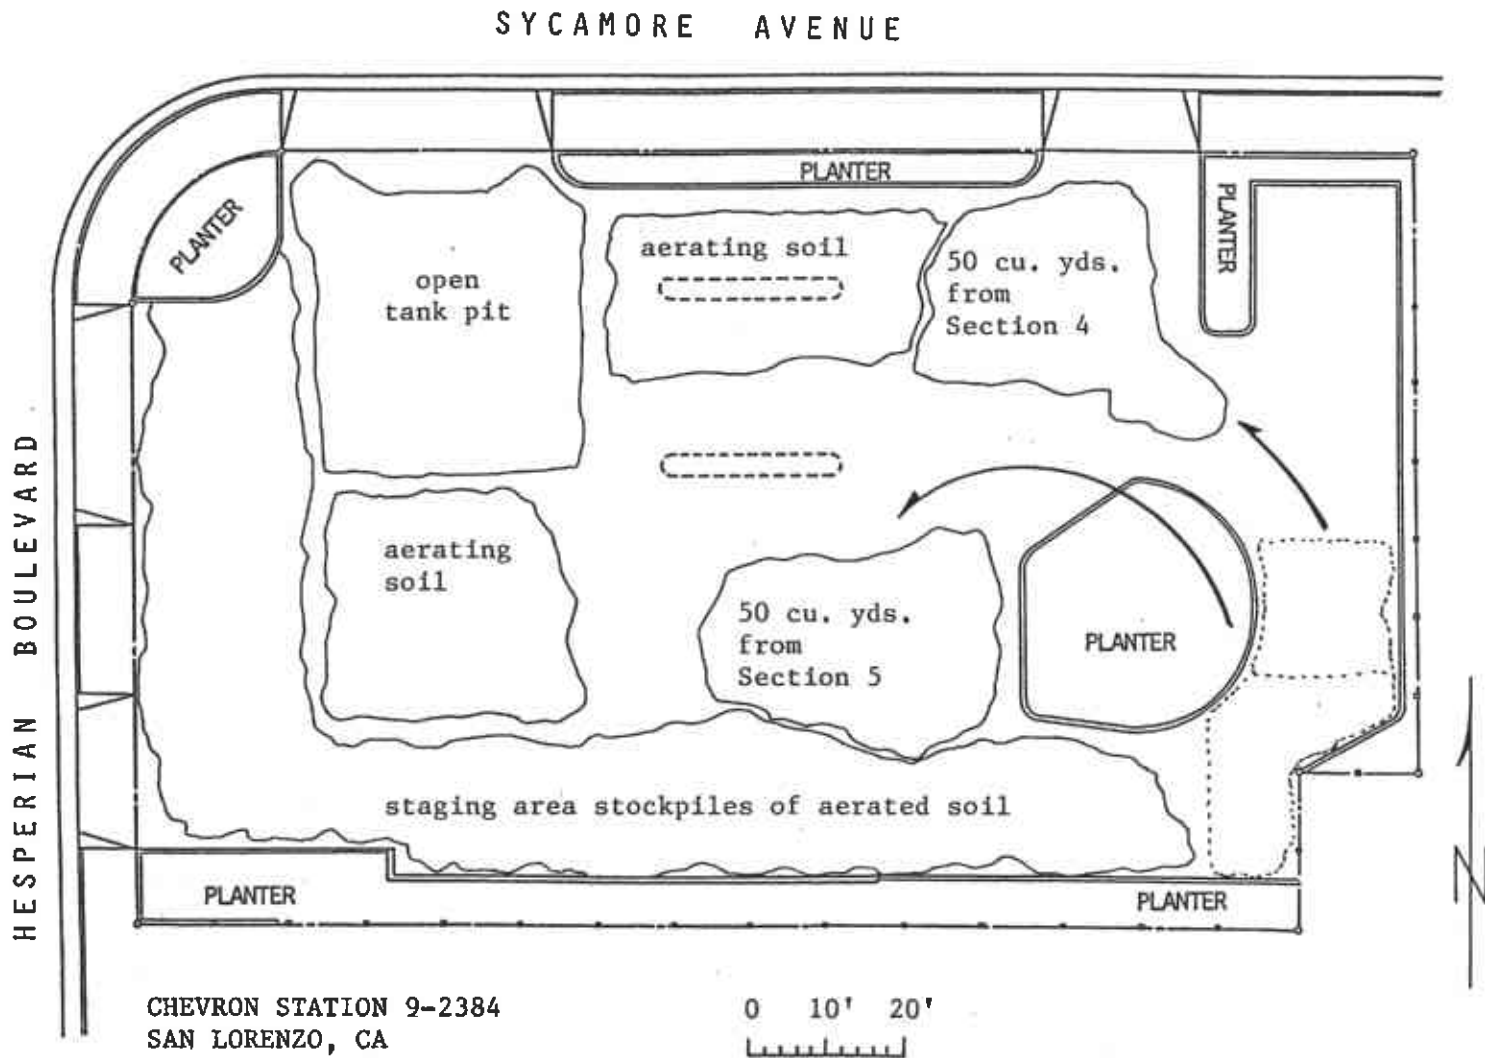 SYCAMORE AVENUE
PLANTER
PLANTER
PLANTER
aerating soil
50 cu. yds.
from
Section 4
open
tank pit
HESPERIAN BOULEVARD
aerating
soil
50 cu. yds.
from
Section 5
PLANTER
staging area stockpiles of aerated soil
PLANTER
PLANTER
N
CHEVRON STATION 9-2384
SAN LORENZO, CA
0 10' 20'